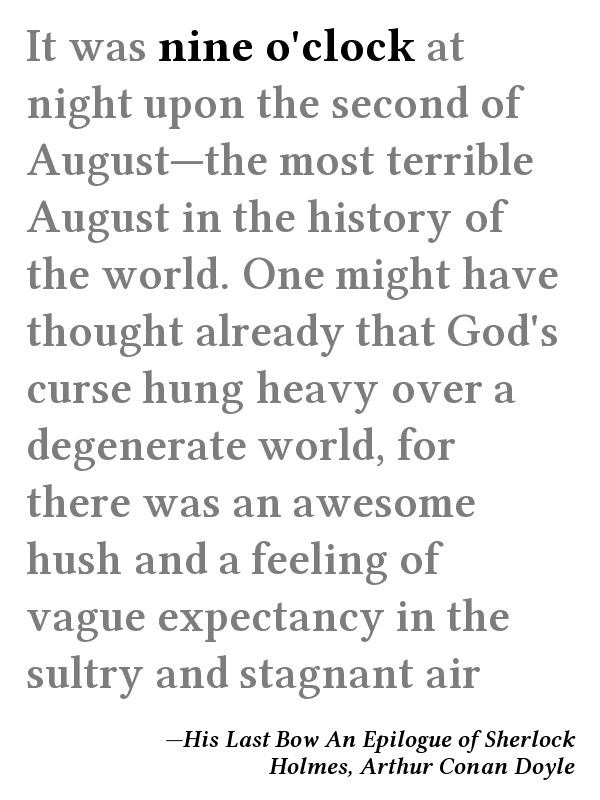 It was nine o'clock at
night upon the second of
August—the most terrible
August in the history of
the world. One might have
thought already that God's
curse hung heavy over a
degenerate world, for
there was an awesome
hush and a feeling of
vague expectancy in the
sultry and stagnant air
—His Last Bow An Epilogue of Sherlock
Holmes, Arthur Conan Doyle